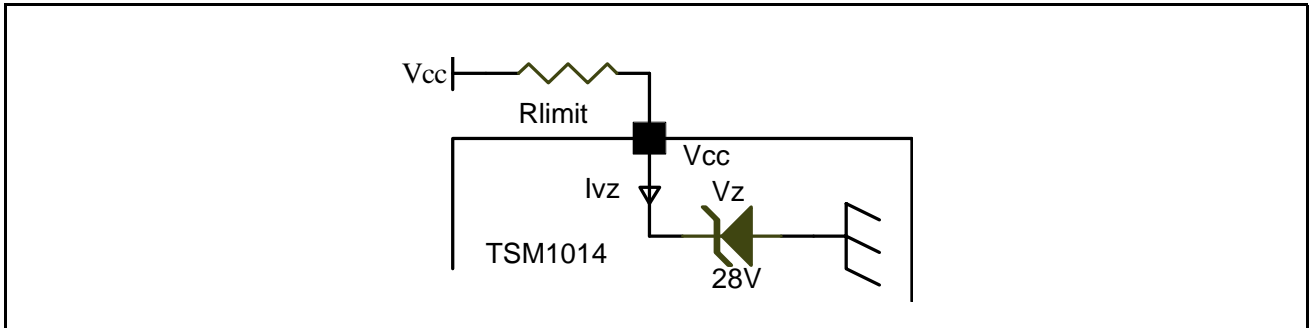 Vcc
Rlimit
Vcc
Ivz
Vz
TSM1014
28V